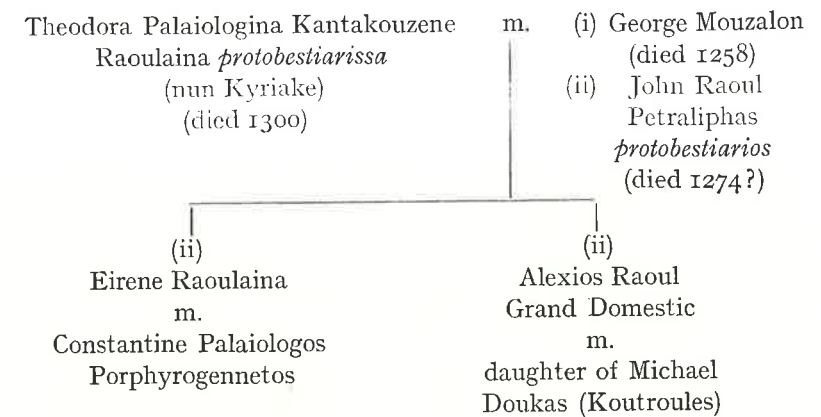 Theodora Palaiologina Kantakouzene m. (i) George Mouzalon
Raoulaina protobestiarissa (died 1258)
(nun Kyriake) (ii) John Raoul
(died 1300) Petraliphas
protobestiarios
(died 1274?)
(ii)
Eirene Raoulaina
m.
Constantine Palaiologos
Porphyrogennetos
(ii)
Alexios Raoul
Grand Domestic
m.
daughter of Michael
Doukas (Koutroules)